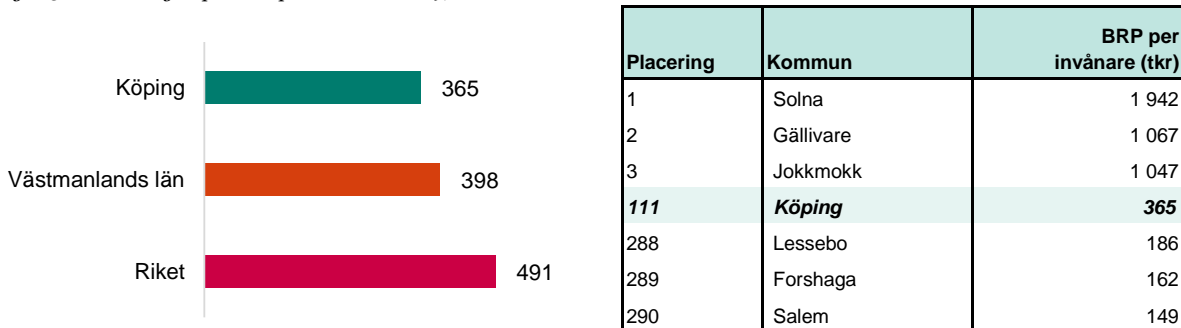 Köping 365
Västmanlands län 398
Riket 491
Placering Kommun BRP per invånare (tkr)
1 Solna 1 942
2 Gällivare 1 067
3 Jokkmokk 1 047
111 Köping 365
288 Lessebo 186
289 Forshaga 162
290 Salem 149